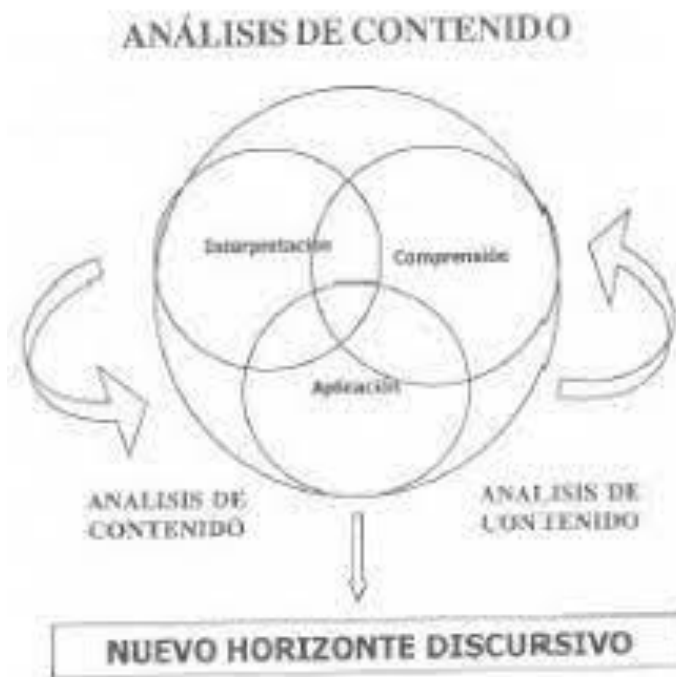 ANÁLISIS DE CONTENIDO
Interpretación
Comprensión
Aplicación
ANALISIS DE
CONTENIDO
ANALISIS DE
CONTENIDO
NUEVO HORIZONTE DISCURSIVO